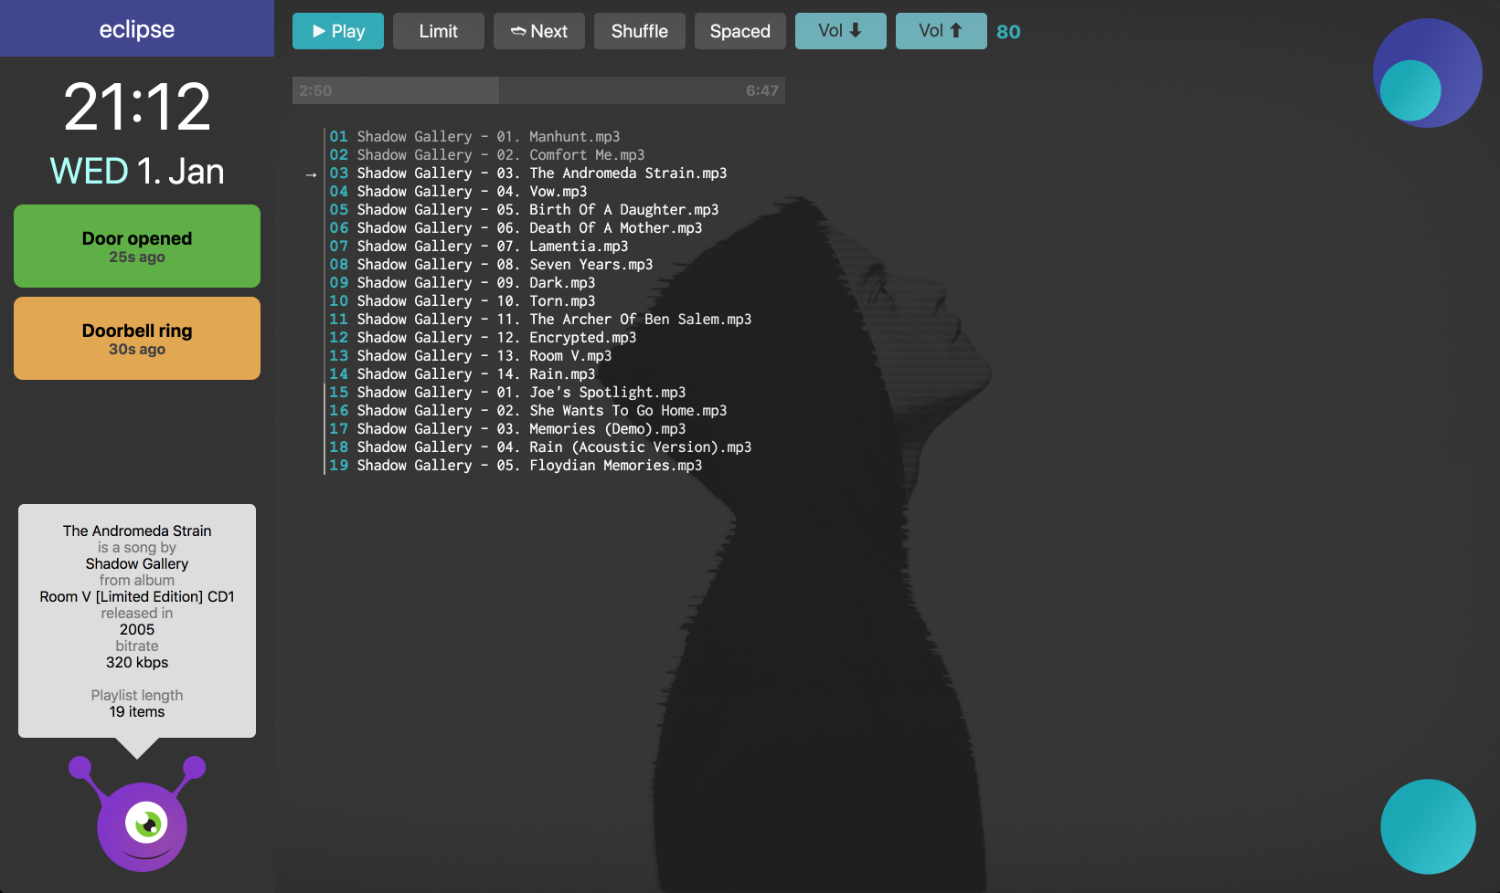 eclipse
21:12
WED 1. Jan
Door opened
25s ago
Doorbell ring
30s ago
The Andromeda Strain
is a song by
Shadow Gallery
from album
Room V [Limited Edition] CD1
released in
2005
bitrate
320 kbps
Playlist length
19 items
Play Limit Next Shuffle Spaced Vol Vol 80
2:50 6:47
01 Shadow Gallery - 01. Manhunt.mp3
02 Shadow Gallery - 02. Comfort Me.mp3
→ 03 Shadow Gallery - 03. The Andromeda Strain.mp3
04 Shadow Gallery - 04. Vow.mp3
05 Shadow Gallery - 05. Birth Of A Daughter.mp3
06 Shadow Gallery - 06. Death Of A Mother.mp3
07 Shadow Gallery - 07. Lamentia.mp3
08 Shadow Gallery - 08. Seven Years.mp3
09 Shadow Gallery - 09. Dark.mp3
10 Shadow Gallery - 10. Torn.mp3
11 Shadow Gallery - 11. The Archer Of Ben Salem.mp3
12 Shadow Gallery - 12. Encrypted.mp3
13 Shadow Gallery - 13. Room V.mp3
14 Shadow Gallery - 14. Rain.mp3
15 Shadow Gallery - 01. Joe's Spotlight.mp3
16 Shadow Gallery - 02. She Wants To Go Home.mp3
17 Shadow Gallery - 03. Memories (Demo).mp3
18 Shadow Gallery - 04. Rain (Acoustic Version).mp3
19 Shadow Gallery - 05. Floydian Memories.mp3